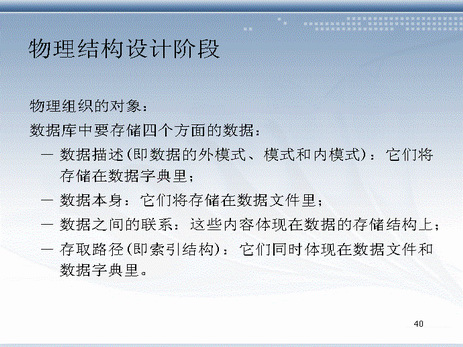 物理结构设计阶段
物理组织的对象：
数据库中要存储四个方面的数据：
— 数据描述(即数据的外模式、模式和内模式)：它们将
存储在数据字典里；
— 数据本身：它们将存储在数据文件里；
— 数据之间的联系：这些内容体现在数据的存储结构上；
— 存取路径(即索引结构)：它们同时体现在数据文件和
数据字典里。
40